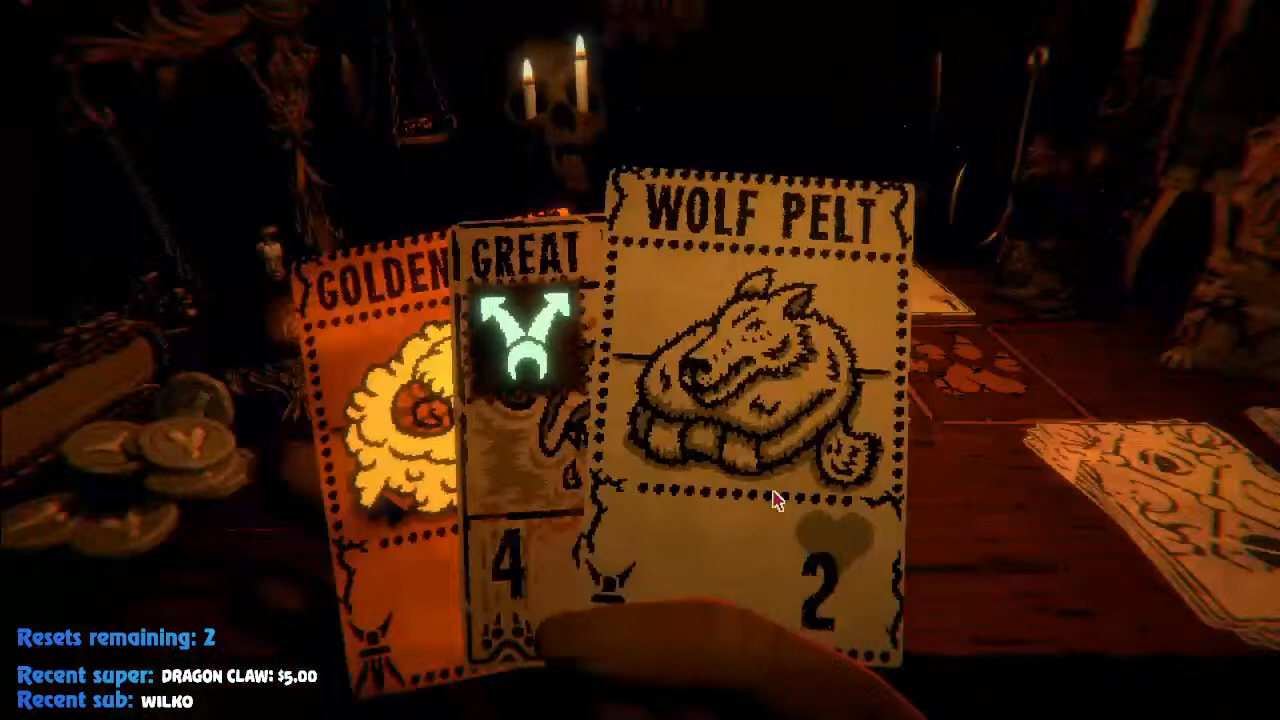 GOLDEN
GREAT
WOLF PELT
4
2
Resets remaining: 2
Recent super: DRAGON CLAW: $5.00
Recent sub: WILKO